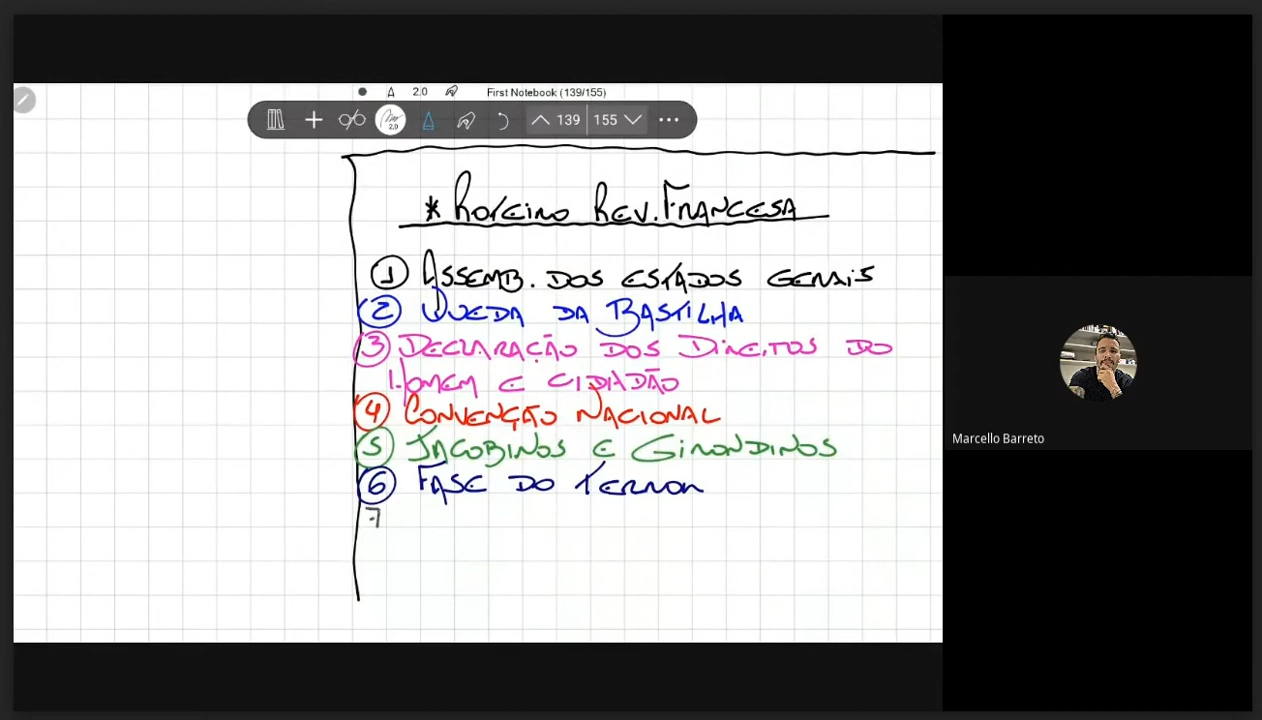 2.0 First Notebook (139/155)
2,0 139 155
* Roteiro Rev. Francesa
1 Assemb. dos Estados Gerais
2 Queda da Bastilha
3 Declaração dos Direitos do
Homem e Cidadão
4 Convenção Nacional
5 Jacobinos e Girondinos
6 Fase do Terror
7
Marcello Barreto